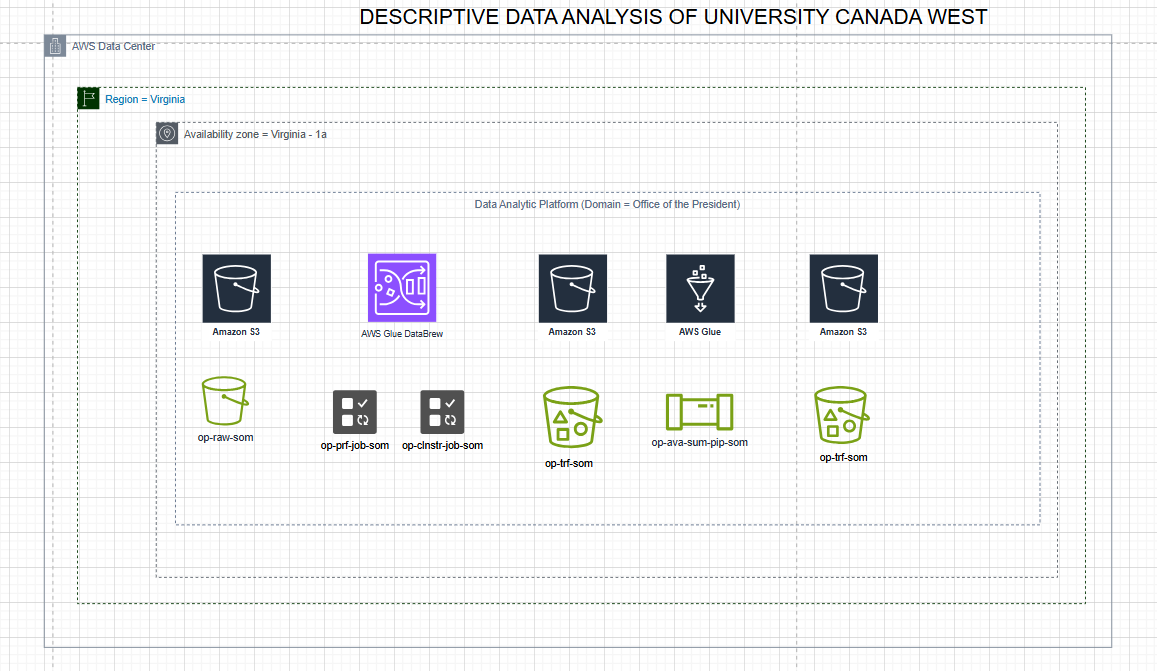 DESCRIPTIVE DATA ANALYSIS OF UNIVERSITY CANADA WEST
AWS Data Center
Region = Virginia
Availability zone = Virginia - 1a
Data Analytic Platform (Domain = Office of the President)
Amazon S3
AWS Glue DataBrew
Amazon S3
AWS Glue
Amazon S3
op-raw-som
op-prf-job-som
op-clnstr-job-som
op-trf-som
op-ava-sum-pip-som
op-trf-som